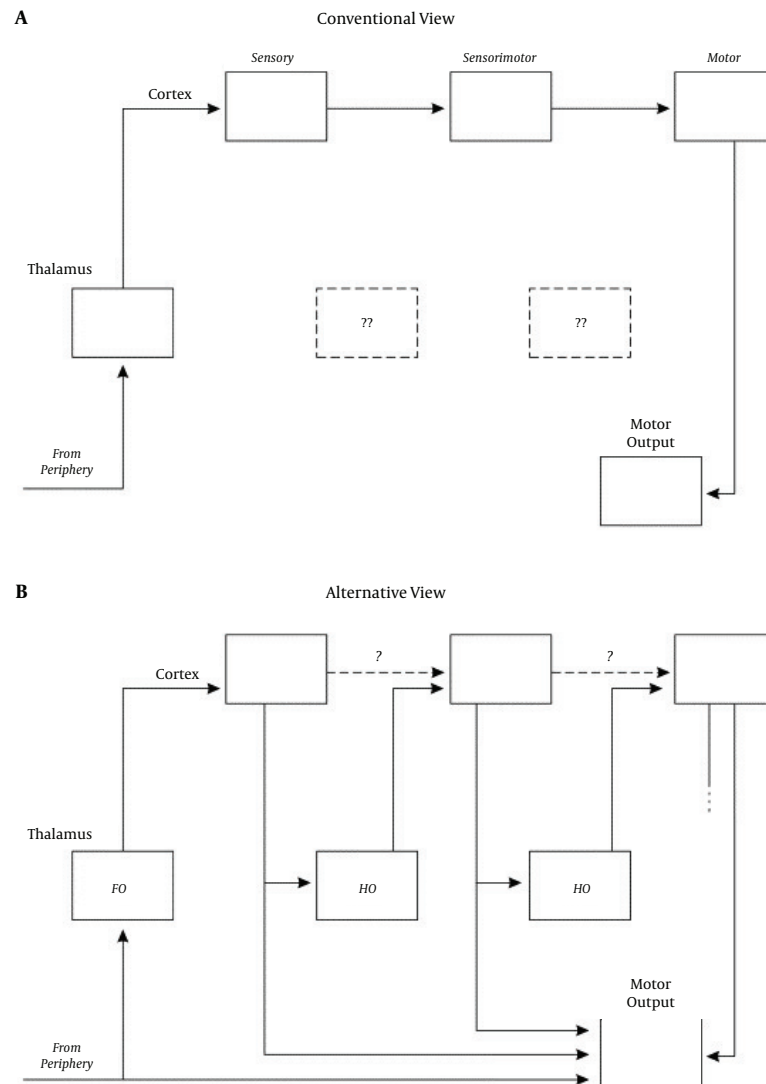 A
Conventional View
Sensory
Sensorimotor
Motor
Cortex
Thalamus
??
??
From
Periphery
Motor
Output
B
Alternative View
?
?
Cortex
Thalamus
FO
HO
HO
Motor
Output
From
Periphery